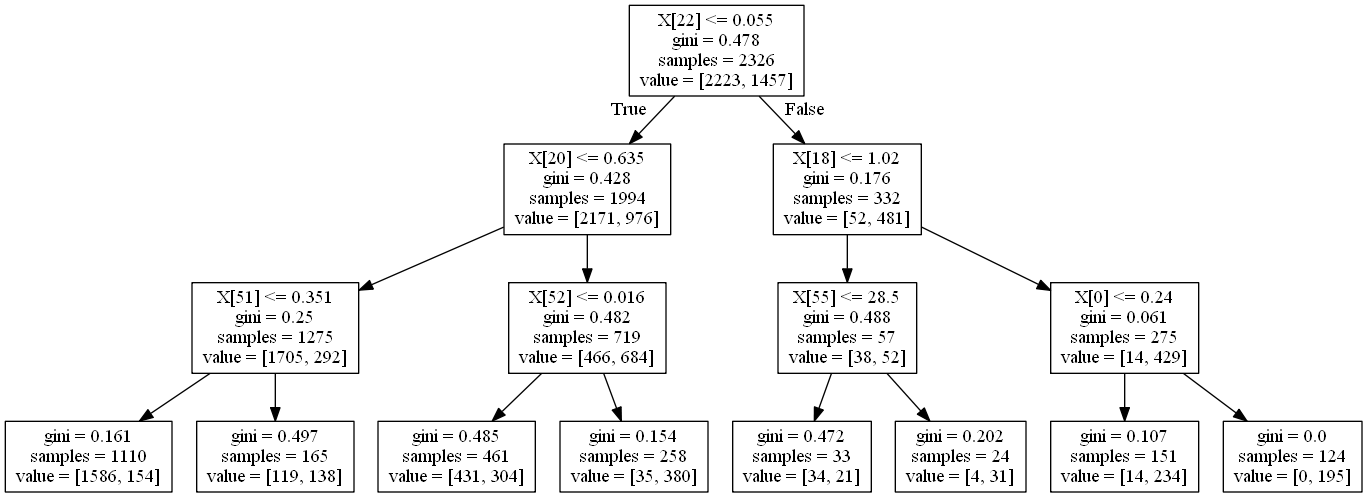 X[22] <= 0.055
gini = 0.478
samples = 2326
value = [2223, 1457]
True
False
X[20] <= 0.635
gini = 0.428
samples = 1994
value = [2171, 976]
X[18] <= 1.02
gini = 0.176
samples = 332
value = [52, 481]
X[51] <= 0.351
gini = 0.25
samples = 1275
value = [1705, 292]
X[52] <= 0.016
gini = 0.482
samples = 719
value = [466, 684]
X[55] <= 28.5
gini = 0.488
samples = 57
value = [38, 52]
X[0] <= 0.24
gini = 0.061
samples = 275
value = [14, 429]
gini = 0.161
samples = 1110
value = [1586, 154]
gini = 0.497
samples = 165
value = [119, 138]
gini = 0.485
samples = 461
value = [431, 304]
gini = 0.154
samples = 258
value = [35, 380]
gini = 0.472
samples = 33
value = [34, 21]
gini = 0.202
samples = 24
value = [4, 31]
gini = 0.107
samples = 151
value = [14, 234]
gini = 0.0
samples = 124
value = [0, 195]